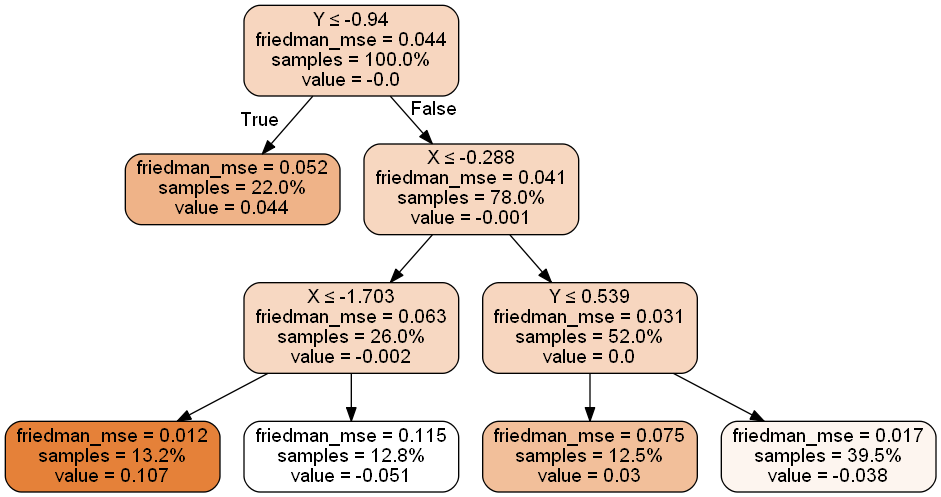 Y ≤ -0.94
friedman_mse = 0.044
samples = 100.0%
value = -0.0
True
False
friedman_mse = 0.052
samples = 22.0%
value = 0.044
X ≤ -0.288
friedman_mse = 0.041
samples = 78.0%
value = -0.001
X ≤ -1.703
friedman_mse = 0.063
samples = 26.0%
value = -0.002
Y ≤ 0.539
friedman_mse = 0.031
samples = 52.0%
value = 0.0
friedman_mse = 0.012
samples = 13.2%
value = 0.107
friedman_mse = 0.115
samples = 12.8%
value = -0.051
friedman_mse = 0.075
samples = 12.5%
value = 0.03
friedman_mse = 0.017
samples = 39.5%
value = -0.038